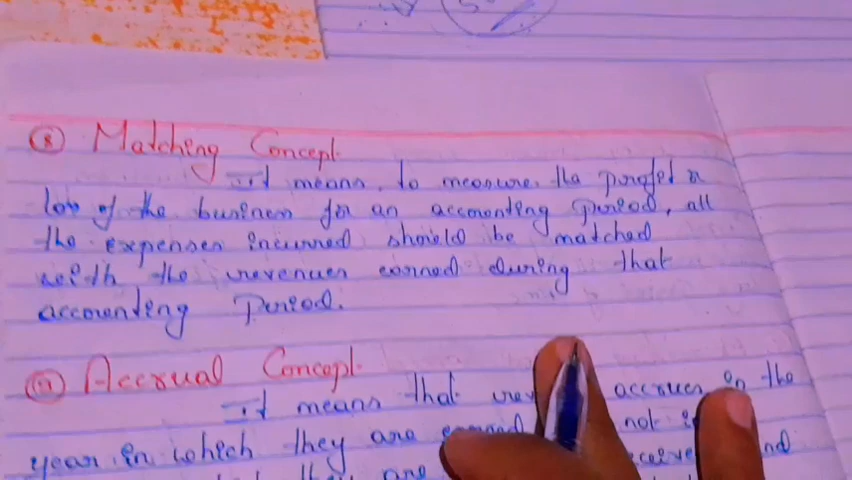 (8) Matching Concept.
It means, to measure the profit or
loss of the business for an accounting period, all
the expenses incurred should be matched
with the revenues earned during that
accounting Period.
Accrual Concept.
It means that accrues in the
year in which they are not